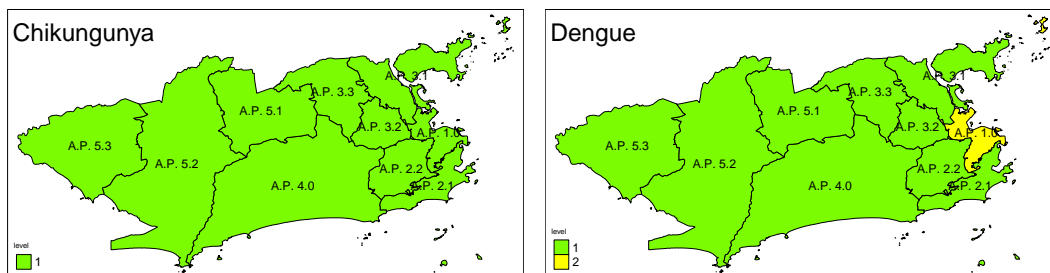 Chikungunya
A.P. 3.1
A.P. 3.3
A.P. 5.1
A.P. 3.2
A.P. 1.0
A.P. 5.3
A.P. 5.2
A.P. 2.2
A.P. 4.0
A.P. 2.1
level
1
Dengue
A.P. 3.1
A.P. 3.3
A.P. 5.1
A.P. 3.2
A.P. 1.0
A.P. 5.3
A.P. 5.2
A.P. 2.2
A.P. 4.0
A.P. 2.1
level
1
2